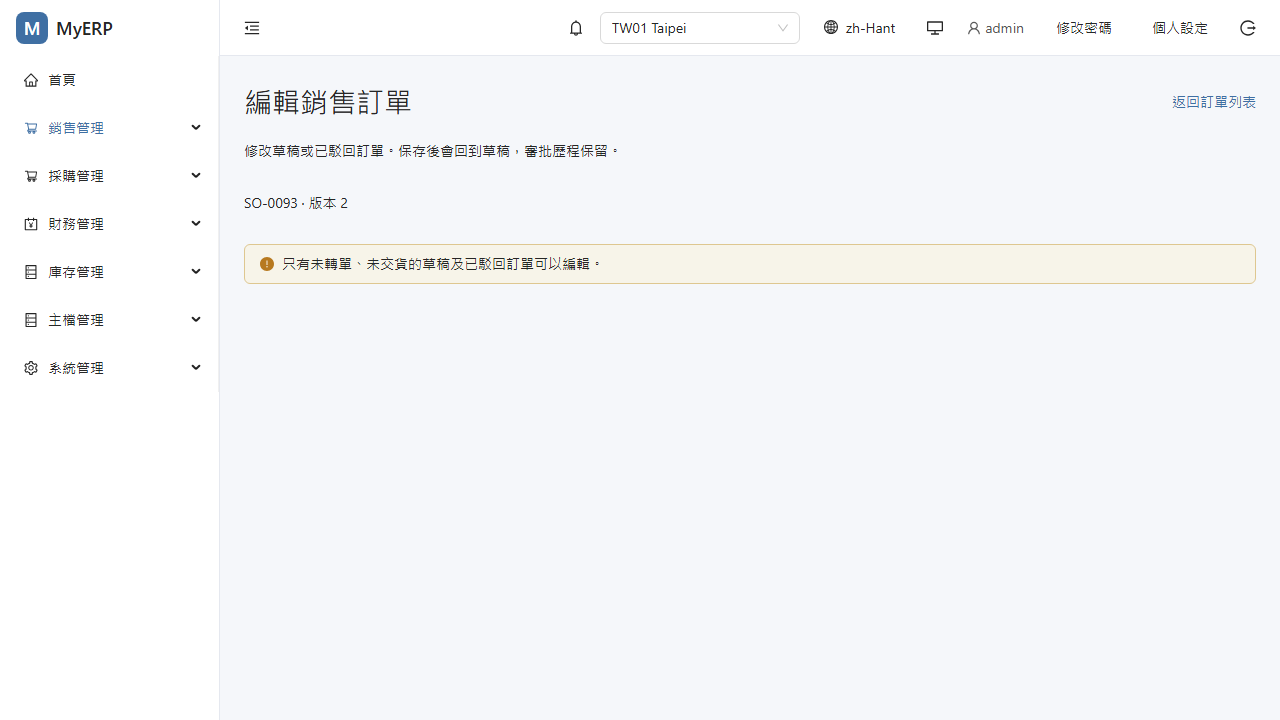 M MyERP
TW01 Taipei
zh-Hant
admin
修改密碼
個人設定
首頁
銷售管理
採購管理
財務管理
庫存管理
主檔管理
系統管理
編輯銷售訂單
返回訂單列表
修改草稿或已駁回訂單。保存後會回到草稿，審批歷程保留。
SO-0093 · 版本 2
只有未轉單、未交貨的草稿及已駁回訂單可以編輯。